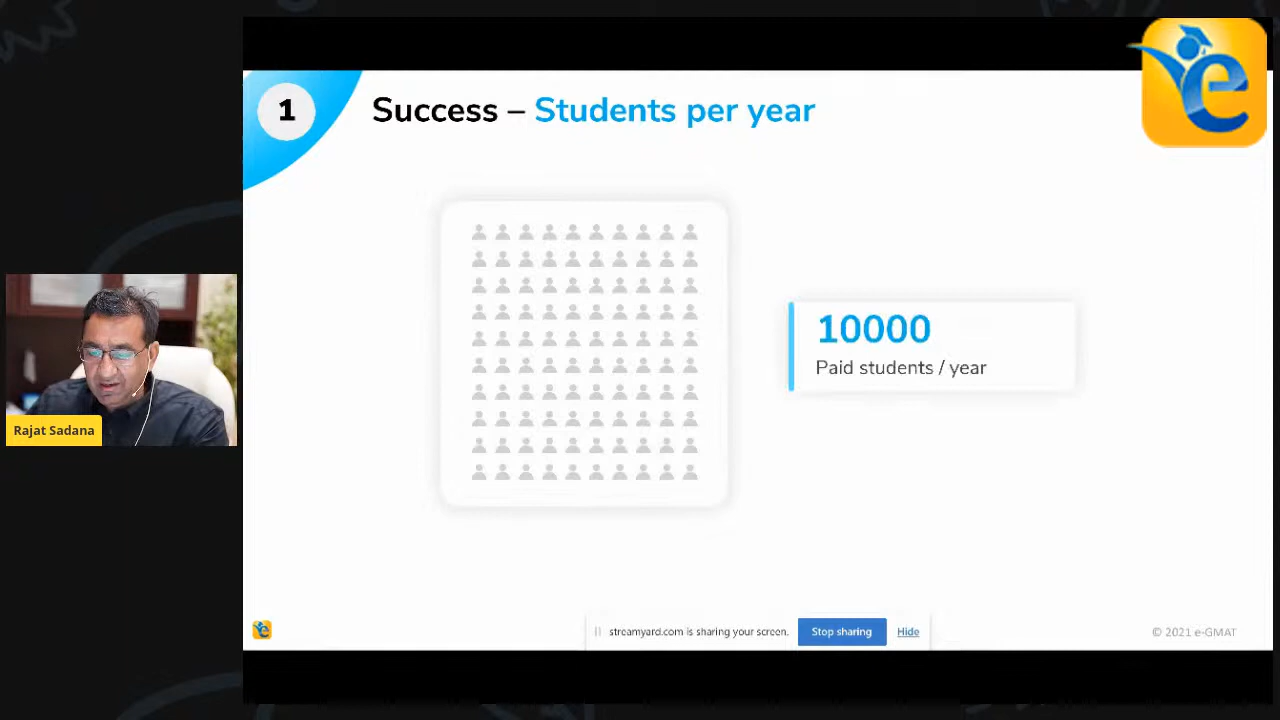 1
Success – Students per year
10000
Paid students / year
Rajat Sadana
streamyard.com is sharing your screen.
Stop sharing
Hide
© 2021 e-GMAT